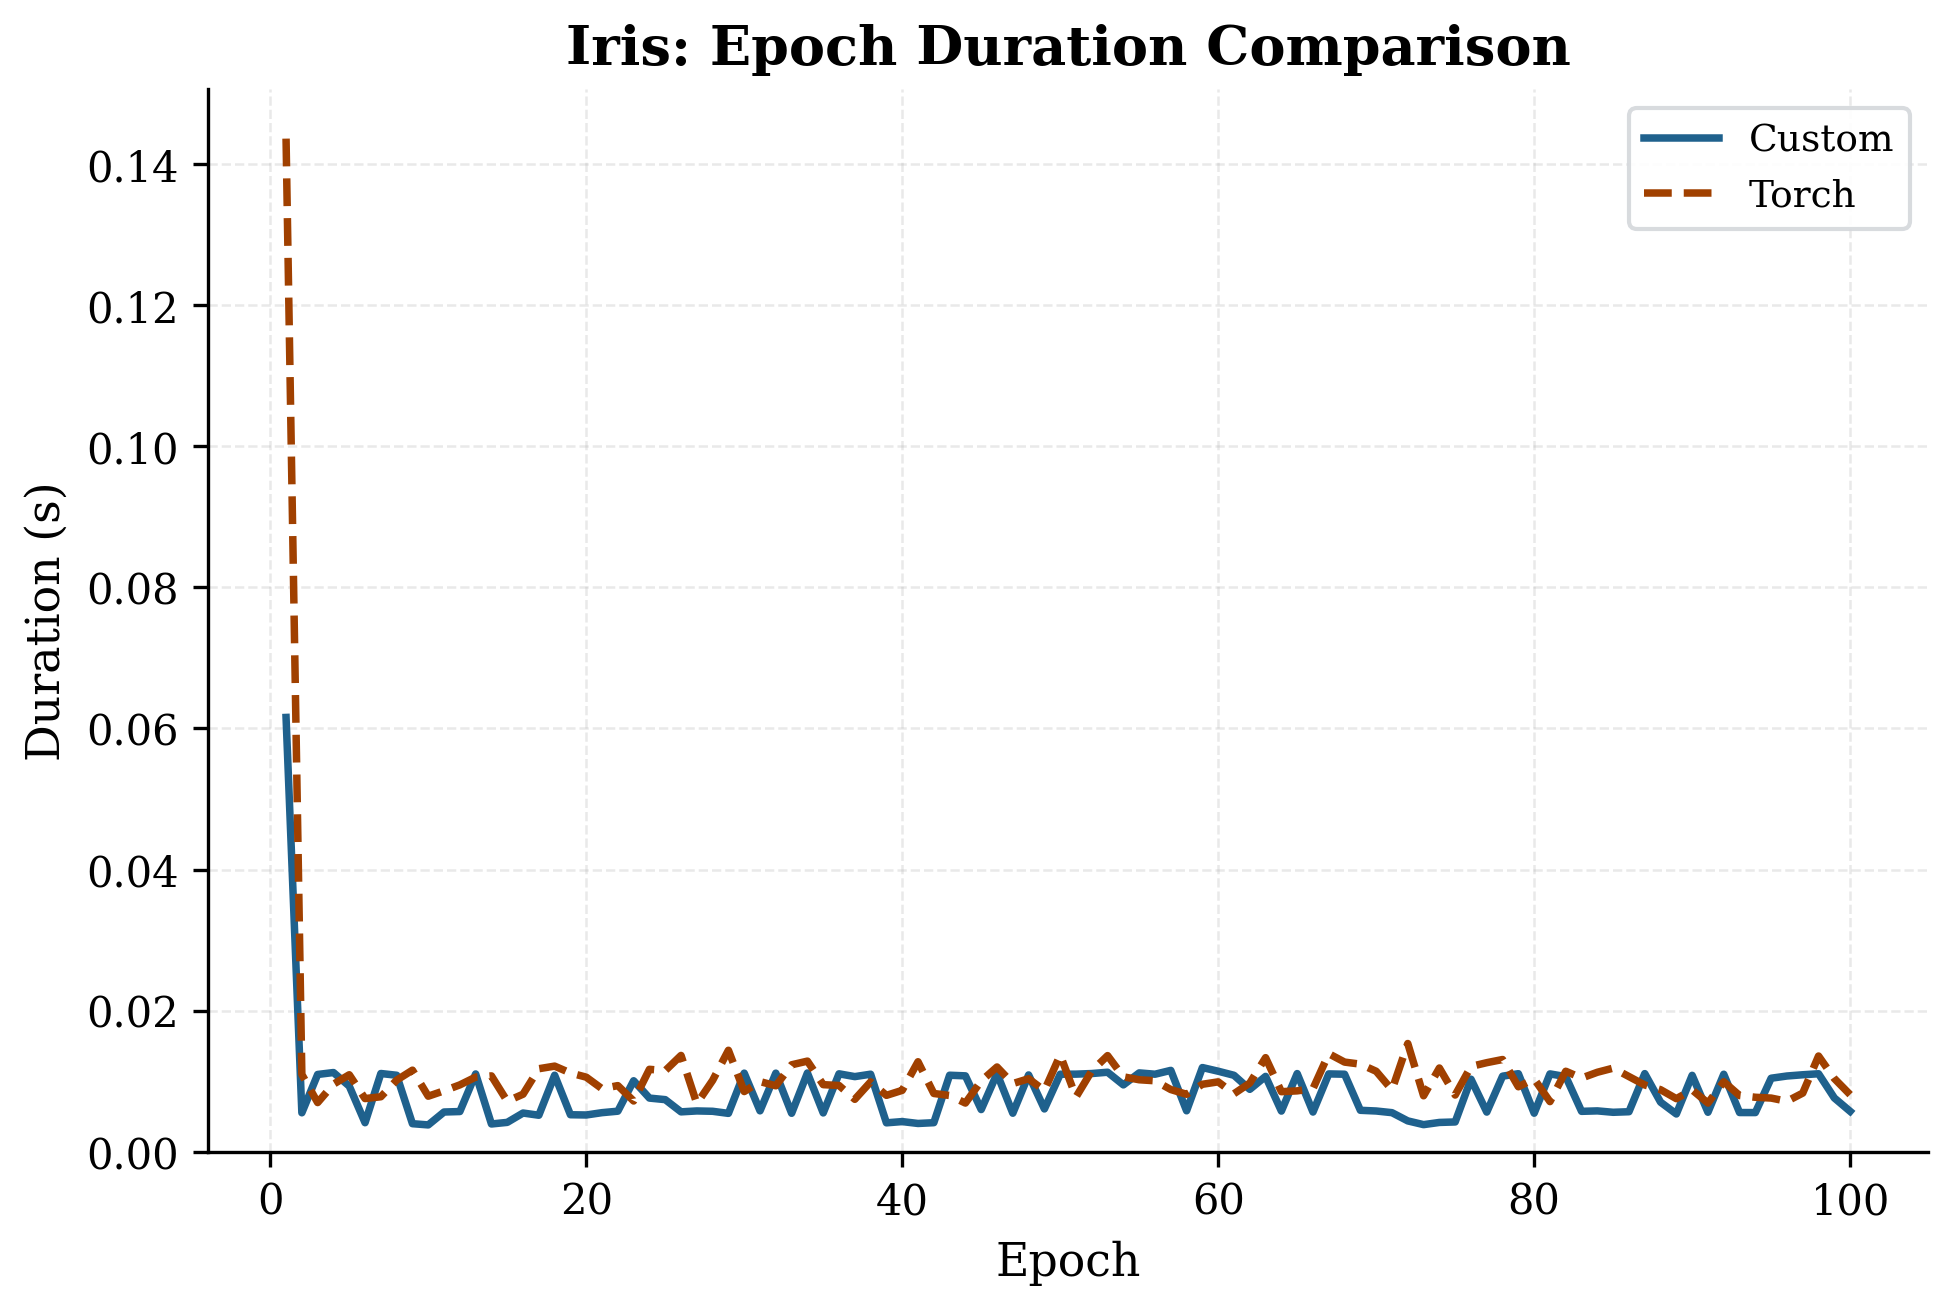 Iris: Epoch Duration Comparison
Custom
Torch
Duration (s)
0.14
0.12
0.10
0.08
0.06
0.04
0.02
0.00
0 20 40 60 80 100
Epoch